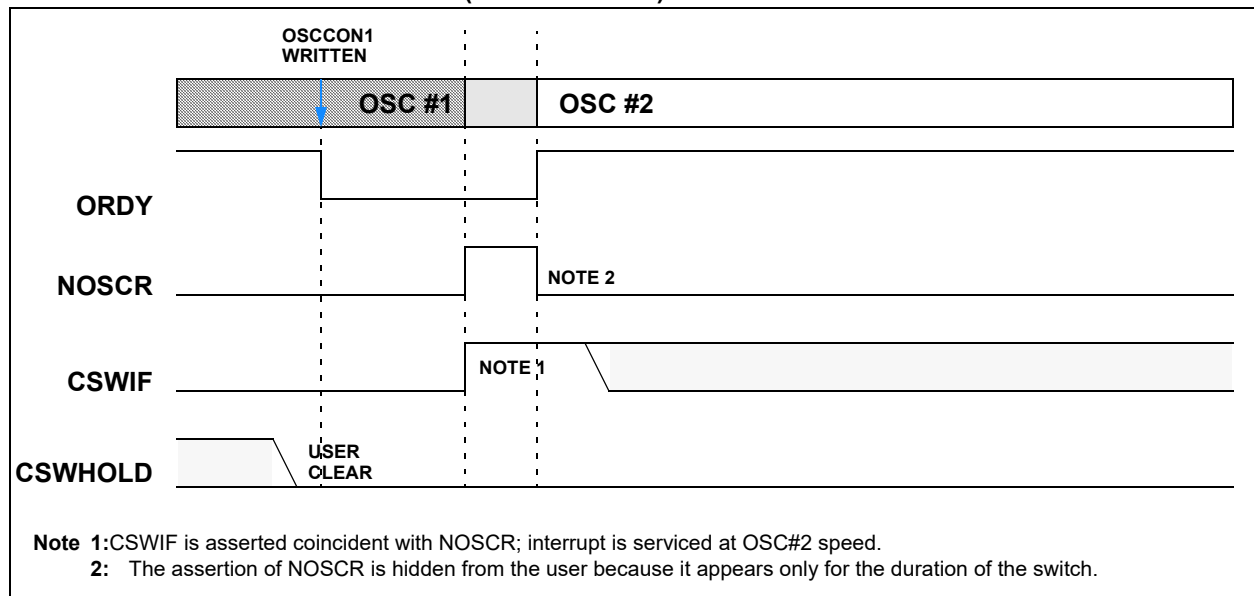 OSCCON1
WRITTEN
OSC #1
OSC #2
ORDY
NOSCR
NOTE 2
CSWIF
NOTE 1
CSWHOLD
USER
CLEAR
Note 1:CSWIF is asserted coincident with NOSCR; interrupt is serviced at OSC#2 speed.
2: The assertion of NOSCR is hidden from the user because it appears only for the duration of the switch.